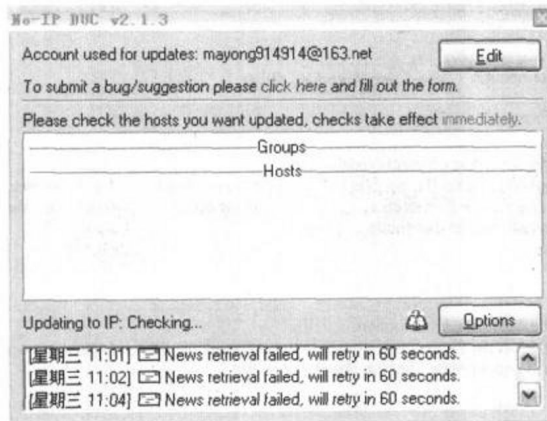 No-IP DUC v2.1.3
Account used for updates: mayong914914@163.net
Edit
To submit a bug/suggestion please click here and fill out the form.
Please check the hosts you want updated, checks take effect immediately.
Groups
Hosts
Updating to IP: Checking...
Options
[星期三 11:01] News retrieval failed, will retry in 60 seconds.
[星期三 11:02] News retrieval failed, will retry in 60 seconds.
[星期三 11:04] News retrieval failed, will retry in 60 seconds.